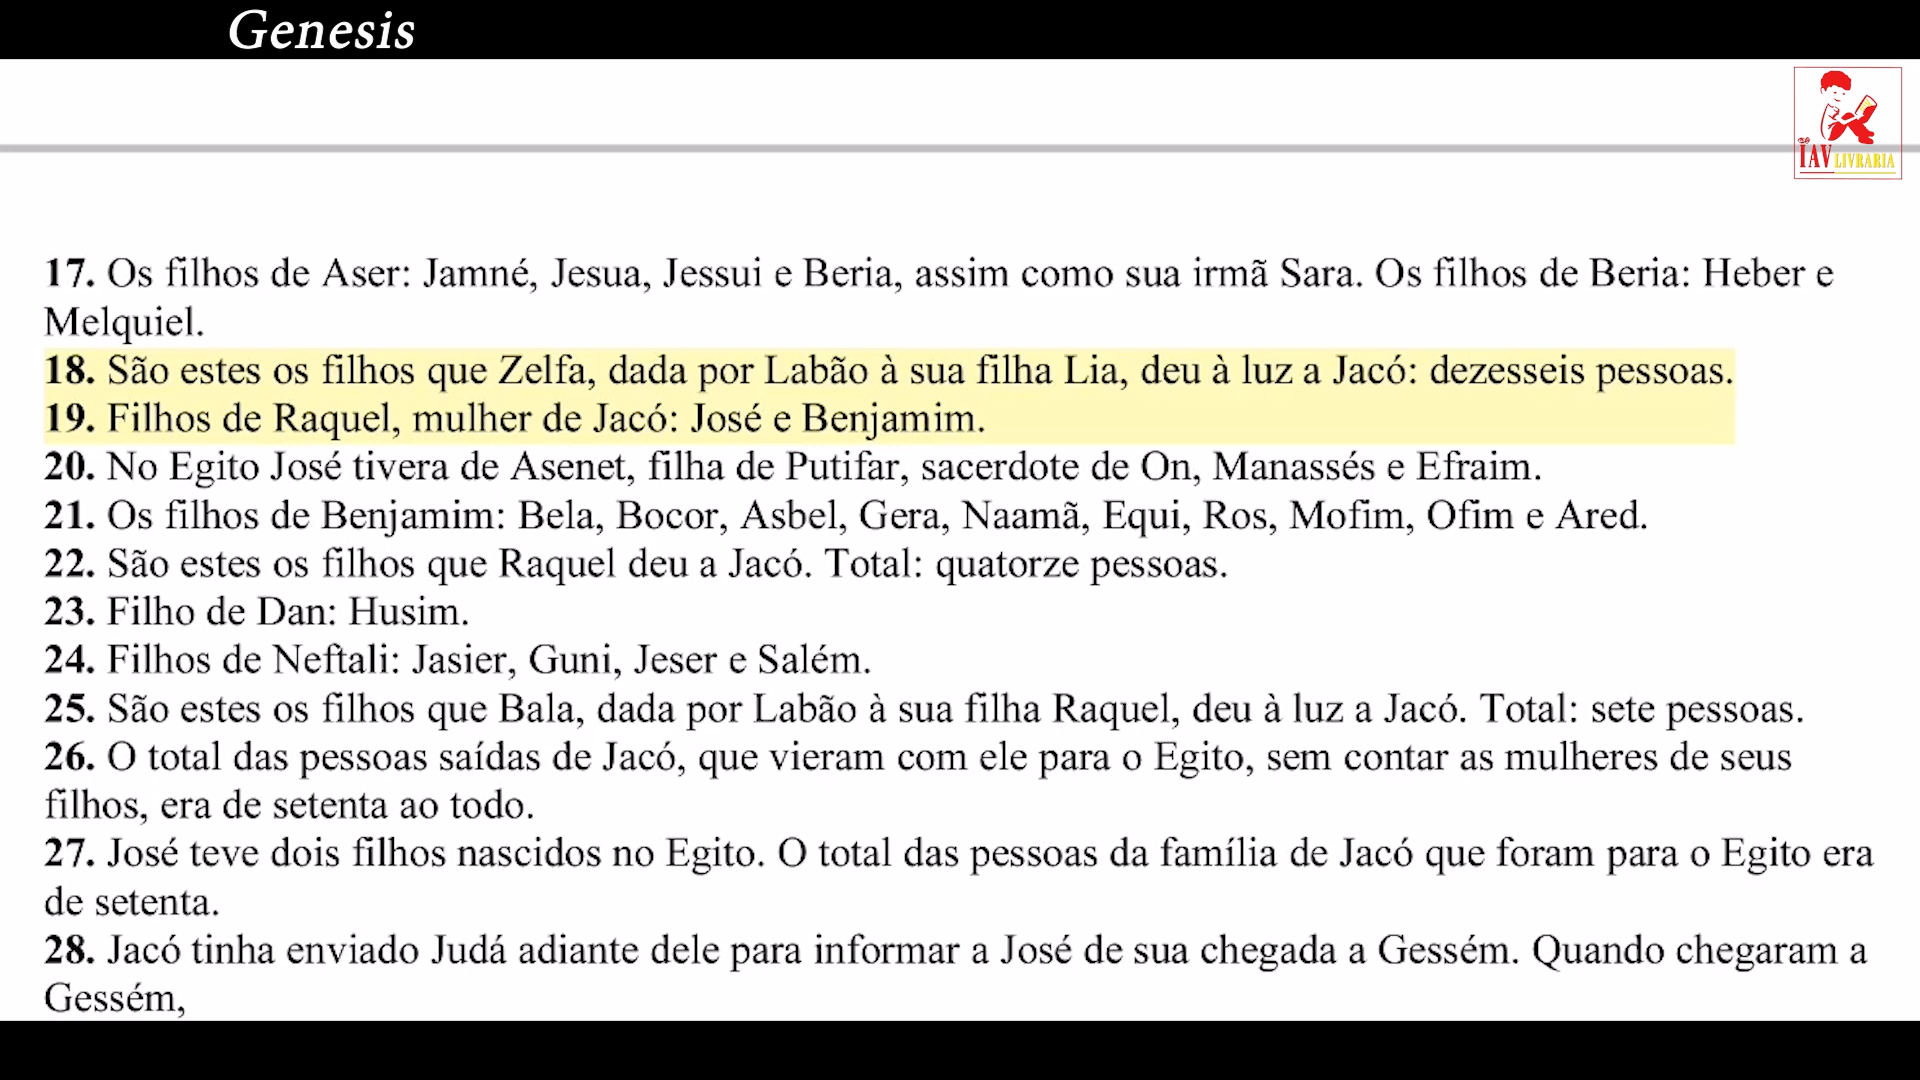 Genesis
IAV LIVRARIA
17. Os filhos de Aser: Jamné, Jesua, Jessui e Beria, assim como sua irmã Sara. Os filhos de Beria: Heber e
Melquiel.
18. São estes os filhos que Zelfa, dada por Labão à sua filha Lia, deu à luz a Jacó: dezesseis pessoas.
19. Filhos de Raquel, mulher de Jacó: José e Benjamim.
20. No Egito José tivera de Asenet, filha de Putifar, sacerdote de On, Manassés e Efraim.
21. Os filhos de Benjamim: Bela, Bocor, Asbel, Gera, Naamã, Equi, Ros, Mofim, Ofim e Ared.
22. São estes os filhos que Raquel deu a Jacó. Total: quatorze pessoas.
23. Filho de Dan: Husim.
24. Filhos de Neftali: Jasier, Guni, Jeser e Salém.
25. São estes os filhos que Bala, dada por Labão à sua filha Raquel, deu à luz a Jacó. Total: sete pessoas.
26. O total das pessoas saídas de Jacó, que vieram com ele para o Egito, sem contar as mulheres de seus
filhos, era de setenta ao todo.
27. José teve dois filhos nascidos no Egito. O total das pessoas da família de Jacó que foram para o Egito era
de setenta.
28. Jacó tinha enviado Judá adiante dele para informar a José de sua chegada a Gessém. Quando chegaram a
Gessém,